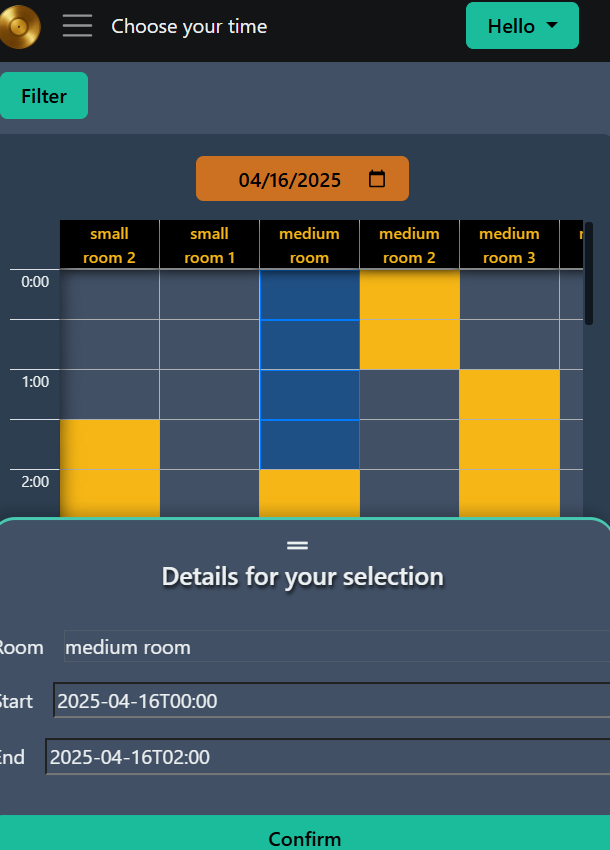 Choose your time
Hello
Filter
04/16/2025
small room 2
small room 1
medium room
medium room 2
medium room 3
0:00
1:00
2:00
Details for your selection
Room medium room
Start 2025-04-16T00:00
End 2025-04-16T02:00
Confirm